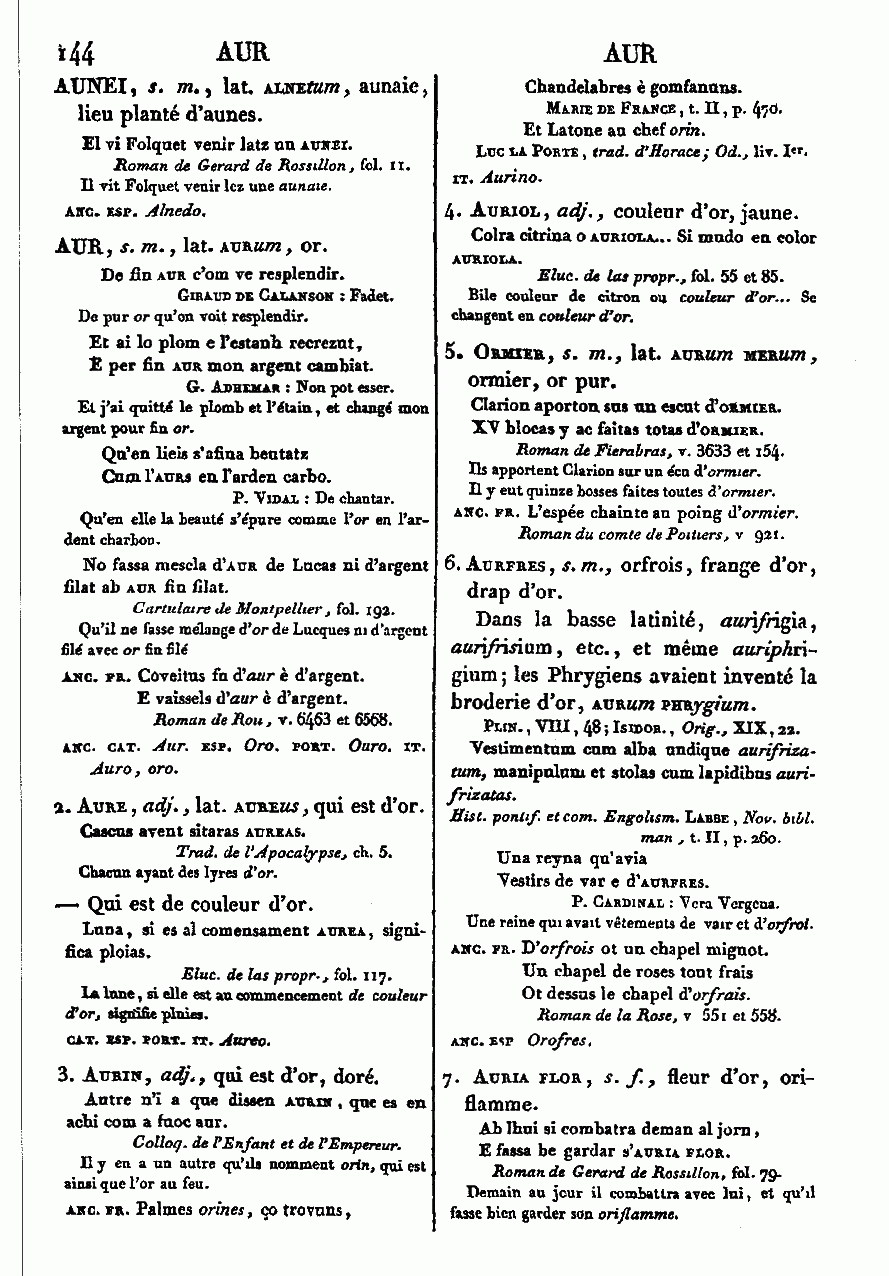 144 AUR AUR
AUNEI, s. m., lat. ALNEtum, aunaie,
lieu planté d'aunes.
El vi Folquet venir latz un AUNEI.
Roman de Gerard de Rossillon, fol. 11.
Il vit Folquet venir lez une aunaie.
ANC. ESP. Alnedo.
AUR, s. m., lat. AURum, or.
De fin AUR c'om ve resplendir.
GIRAUD DE CALANSON : Fadet.
De pur or qu'on voit resplendir.
Et ai lo plom e l'estanh recrezut,
E per fin AUR mon argent cambiat.
G. ADHEMAR : Non pot esser.
Et j'ai quitté le plomb et l'étain, et changé mon
argent pour fin or.
Qu'en lieis s'afina beutatz
Cum l'AURS en l'arden carbo.
P. VIDAL : De chantar.
Qu'en elle la beauté s'épure comme l'or en l'ar-
dent charbon.
No fassa mescla d'AUR de Lucas ni d'argent
filat ab AUR fin filat.
Cartulaire de Montpellier, fol. 192.
Qu'il ne fasse mélange d'or de Lucques ni d'argent
filé avec or fin filé
ANC. FR. Coveitus fu d'aur è d'argent.
E vaissels d'aur è d'argent.
Roman de Rou, v. 6463 et 6568.
ANC. CAT. Aur. ESP. Oro. PORT. Ouro. IT.
Auro, oro.
2. AURE, adj., lat. AUREus, qui est d'or.
Cascus avent sitaras AUREAS.
Trad. de l'Apocalypse, ch. 5.
Chacun ayant des lyres d'or.
— Qui est de couleur d'or.
Luna, si es al comensament AUREA, signi-
fica ploias.
Eluc. de las propr., fol. 117.
La lune, si elle est au commencement de couleur
d'or, signifie pluies.
CAT. ESP. PORT. IT. Aureo.
3. AURIN, adj., qui est d'or, doré.
Autre n'i a que dissen AURIN, que es en
achi com a fuoc aur.
Colloq. de l'Enfant et de l'Empereur.
Il y en a un autre qu'ils nomment orin, qui est
ainsi que l'or au feu.
ANC. FR. Palmes orines, ço trovuns,
Chandelabres è gomfanuns.
MARIE DE FRANCE, t. II, p. 470.
Et Latone au chef orin.
LUC LA PORTE, trad. d'Horace; Od., liv. Ier.
IT. Aurino.
4. AURIOL, adj., couleur d'or, jaune.
Colra citrina o AURIOLA... Si mudo en color
AURIOLA.
Eluc. de las propr., fol. 55 et 85.
Bile couleur de citron ou couleur d'or... Se
changent en couleur d'or.
5. ORMIER, s. m., lat. AURum MERum,
ormier, or pur.
Clarion aporton sus un escut d'ORMIER.
XV blocas y ac faitas totas d'ORMIER.
Roman de Fierabras, v. 3633 et 154.
Ils apportent Clarion sur un écu d'ormier.
Il y eut quinze bosses faites toutes d'ormier.
ANC. FR. L'espée chainte au poing d'ormier.
Roman du comte de Poitiers, v 921.
6. AURFRES, s. m., orfrois, frange d'or,
drap d'or.
Dans la basse latinité, aurifrigia,
aurifrisium, etc., et même auriphri-
gium; les Phrygiens avaient inventé la
broderie d'or, AURum PHRygium.
PLIN., VIII, 48; ISIDOR., Orig., XIX, 22.
Vestimentum cum alba undique aurifriza-
tum, manipulum et stolas cum lapidibus auri-
frizatas.
Hist. pontif. et com. Engolism. LABBE, Nov. bibl.
man, t. II, p. 260.
Una reyna qu'avia
Vestirs de var e d'AURFRES.
P. CARDINAL : Vera Vergena.
Une reine qui avait vêtements de vair et d'orfroi.
ANC. FR. D'orfrois ot un chapel mignot.
Un chapel de roses tout frais
Ot dessus le chapel d'orfrais.
Roman de la Rose, v 551 et 558.
ANC. ESP Orofres.
7. AURIA FLOR, s. f., fleur d'or, ori-
flamme.
Ab lhui si combatra deman al jorn,
E fassa be gardar s'AURIA FLOR.
Roman de Gerard de Rossillon, fol. 79.
Demain au jour il combattra avec lui, et qu'il
fasse bien garder son oriflamme.